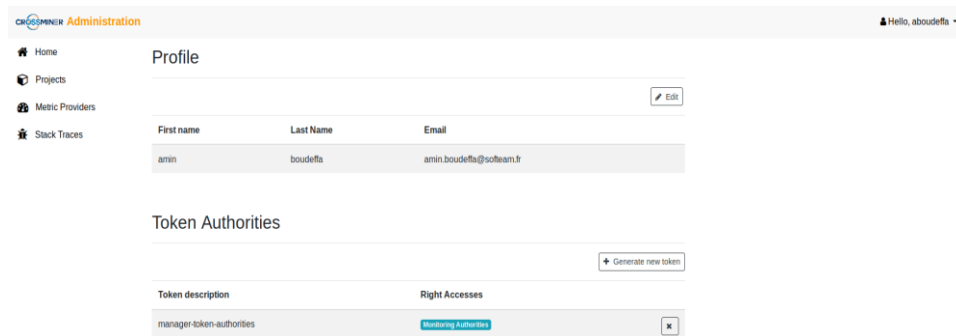 CROSSMINER Administration
Hello, aboudeffa
Home
Projects
Metric Providers
Stack Traces
Profile
Edit
First name Last Name Email
amin boudeffa amin.boudeffa@softeam.fr
Token Authorities
Generate new token
Token description Right Accesses
manager-token-authorities Monitoring Authorities